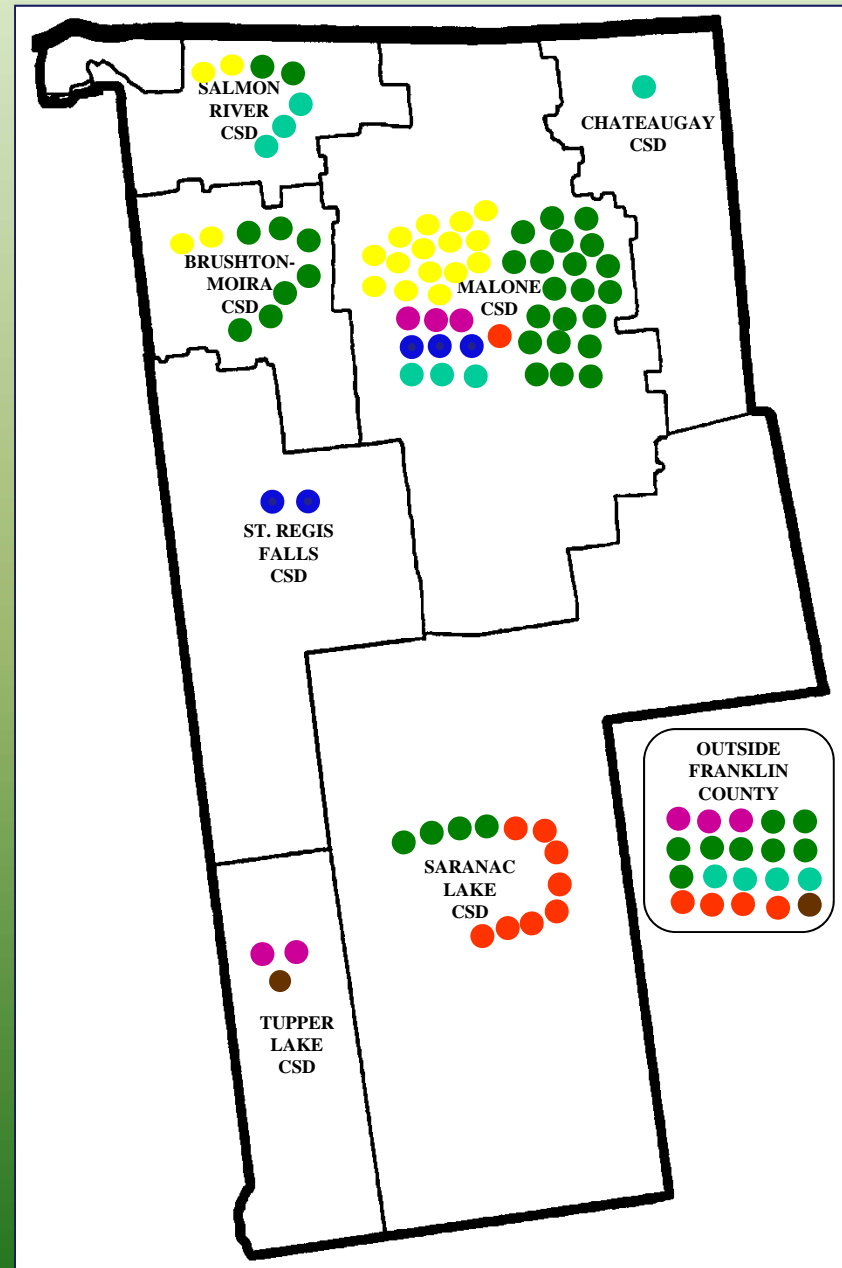 SALMON
RIVER
CSD
CHATEAUGAY
CSD
BRUSHTON-
MOIRA
CSD
MALONE
CSD
ST. REGIS
FALLS
CSD
OUTSIDE
FRANKLIN
COUNTY
SARANAC
LAKE
CSD
TUPPER
LAKE
CSD